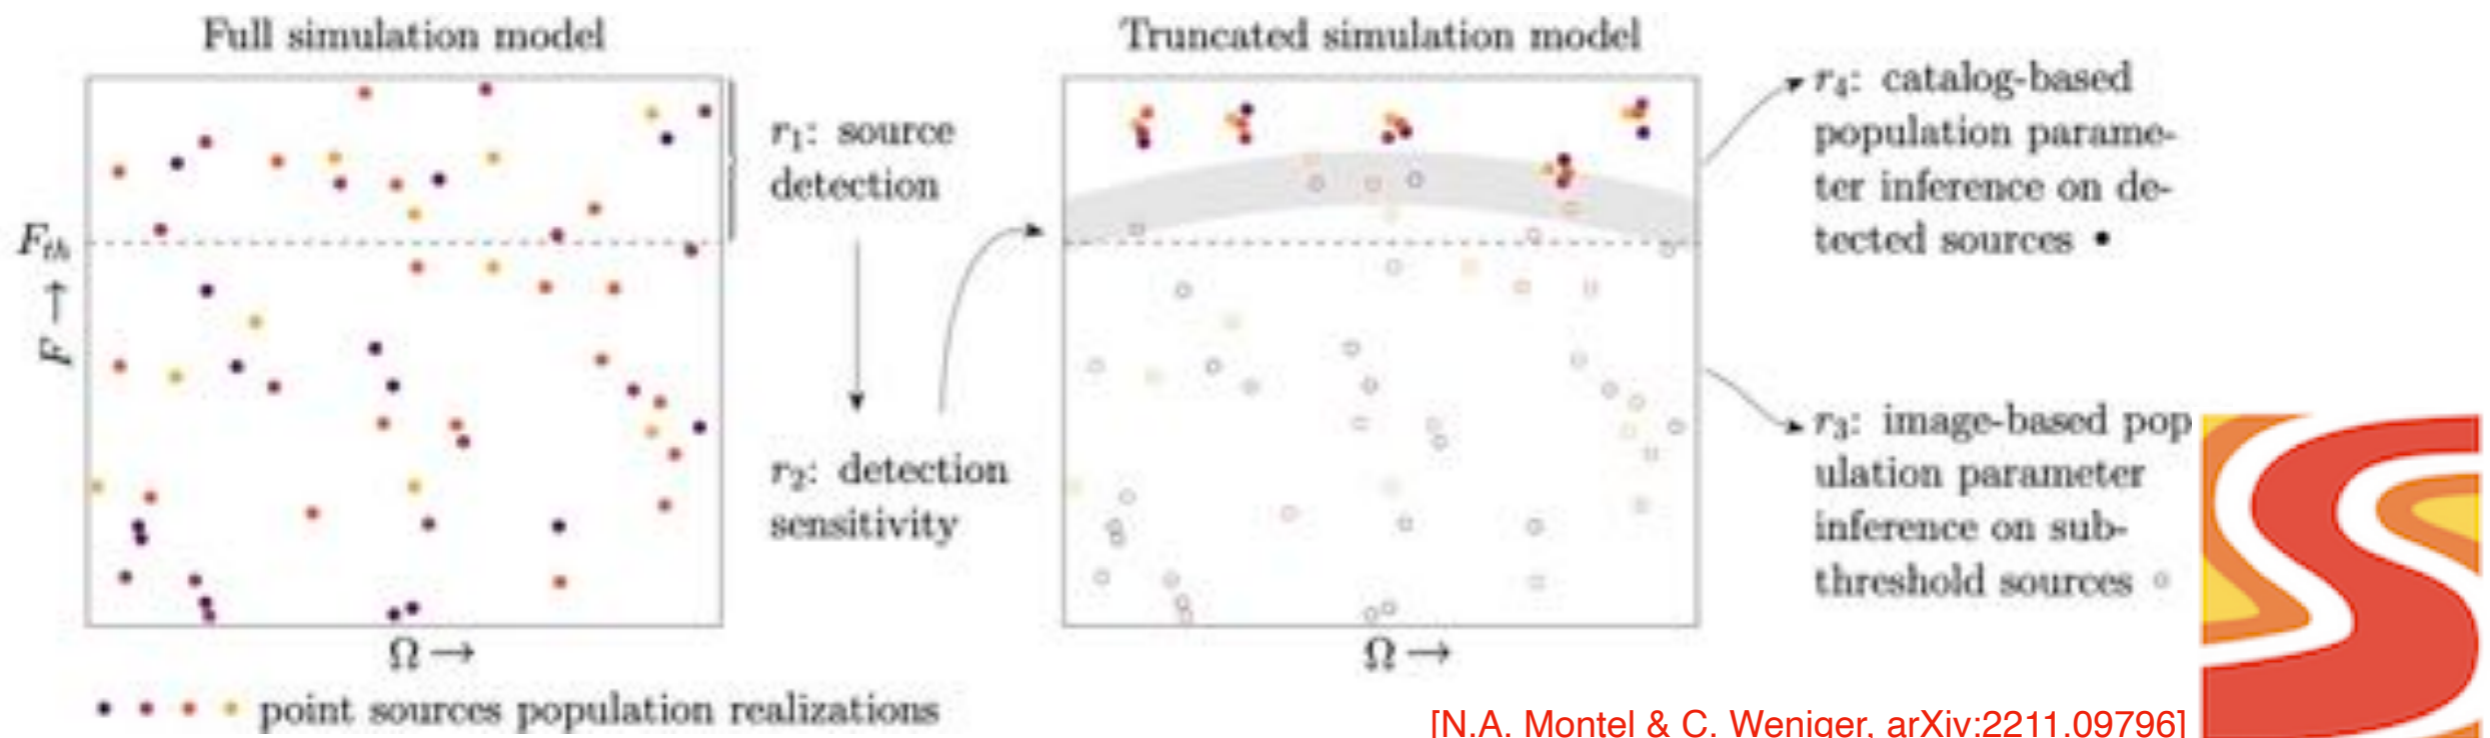 Full simulation model
Truncated simulation model
F_th
F →
Ω →
r₁: source
detection
r₂: detection
sensitivity
Ω →
r₄: catalog-based
population parame-
ter inference on de-
tected sources •
r₃: image-based pop
ulation parameter
inference on sub-
threshold sources ○
• • • • point sources population realizations
[N.A. Montel & C. Weniger, arXiv:2211.09796]